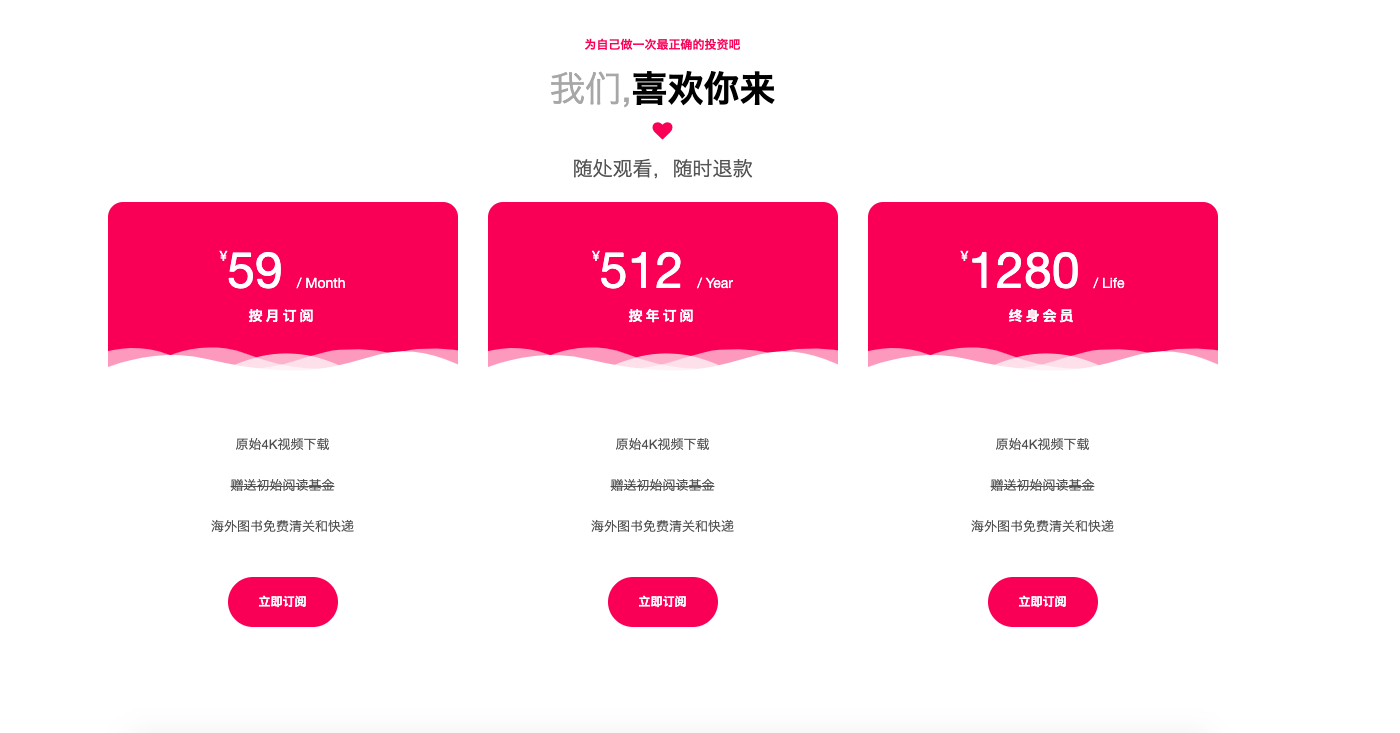 为自己做一次最正确的投资吧
我们,喜欢你来
随处观看，随时退款
¥59 / Month
按月订阅
原始4K视频下载
赠送初始阅读基金
海外图书免费清关和快递
立即订阅
¥512 / Year
按年订阅
原始4K视频下载
赠送初始阅读基金
海外图书免费清关和快递
立即订阅
¥1280 / Life
终身会员
原始4K视频下载
赠送初始阅读基金
海外图书免费清关和快递
立即订阅